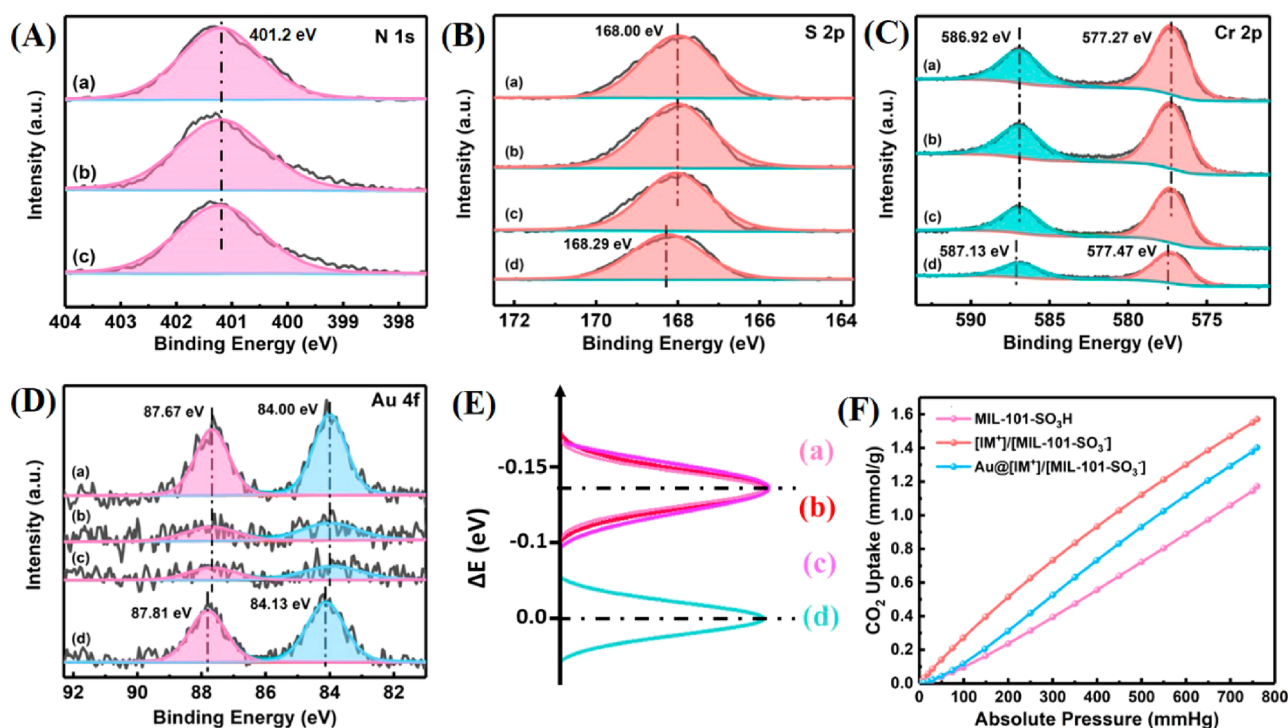 (A)
N 1s
401.2 eV
(a)
(b)
(c)
Intensity (a.u.)
404 403 402 401 400 399 398
Binding Energy (eV)
(B)
S 2p
168.00 eV
(a)
(b)
(c)
168.29 eV
(d)
Intensity (a.u.)
172 170 168 166 164
Binding Energy (eV)
(C)
Cr 2p
586.92 eV 577.27 eV
(a)
(b)
(c)
587.13 eV 577.47 eV
(d)
Intensity (a.u.)
590 585 580 575
Binding Energy (eV)
(D)
Au 4f
87.67 eV 84.00 eV
(a)
(b)
(c)
87.81 eV 84.13 eV
(d)
Intensity (a.u.)
92 90 88 86 84 82
Binding Energy (eV)
(E)
ΔE (eV)
-0.15
-0.1
0.0
(a)
(b)
(c)
(d)
(F)
MIL-101-SO₃H
[IM⁺]/[MIL-101-SO₃⁻]
Au@[IM⁺]/[MIL-101-SO₃⁻]
CO₂ Uptake (mmol/g)
1.6
1.4
1.2
1.0
0.8
0.6
0.4
0.2
0.0
0 100 200 300 400 500 600 700 800
Absolute Pressure (mmHg)